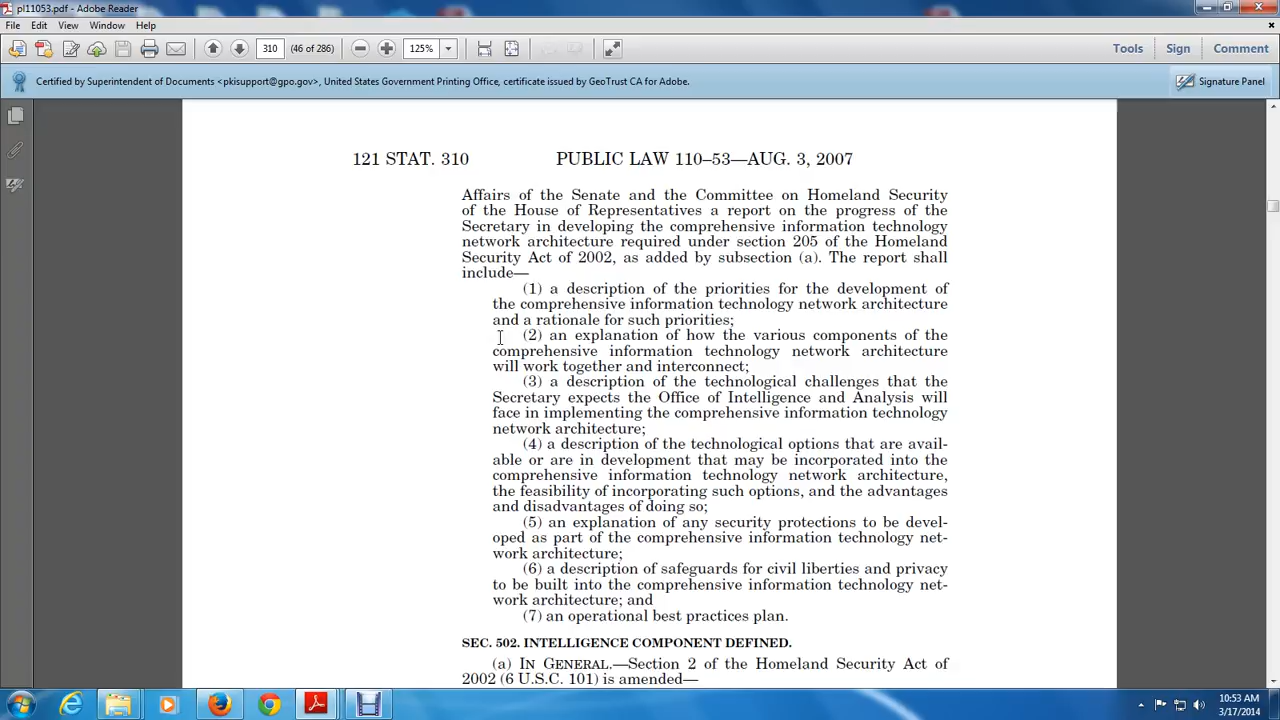 pl11053.pdf - Adobe Reader
File Edit View Window Help
310 (46 of 286) 125% Tools Sign Comment
Certified by Superintendent of Documents <pkisupport@gpo.gov>, United States Government Printing Office, certificate issued by GeoTrust CA for Adobe. Signature Panel
121 STAT. 310 PUBLIC LAW 110–53—AUG. 3, 2007
Affairs of the Senate and the Committee on Homeland Security
of the House of Representatives a report on the progress of the
Secretary in developing the comprehensive information technology
network architecture required under section 205 of the Homeland
Security Act of 2002, as added by subsection (a). The report shall
include—
(1) a description of the priorities for the development of
the comprehensive information technology network architecture
and a rationale for such priorities;
(2) an explanation of how the various components of the
comprehensive information technology network architecture
will work together and interconnect;
(3) a description of the technological challenges that the
Secretary expects the Office of Intelligence and Analysis will
face in implementing the comprehensive information technology
network architecture;
(4) a description of the technological options that are avail-
able or are in development that may be incorporated into the
comprehensive information technology network architecture,
the feasibility of incorporating such options, and the advantages
and disadvantages of doing so;
(5) an explanation of any security protections to be devel-
oped as part of the comprehensive information technology net-
work architecture;
(6) a description of safeguards for civil liberties and privacy
to be built into the comprehensive information technology net-
work architecture; and
(7) an operational best practices plan.
SEC. 502. INTELLIGENCE COMPONENT DEFINED.
(a) IN GENERAL.—Section 2 of the Homeland Security Act of
2002 (6 U.S.C. 101) is amended—
10:53 AM
3/17/2014